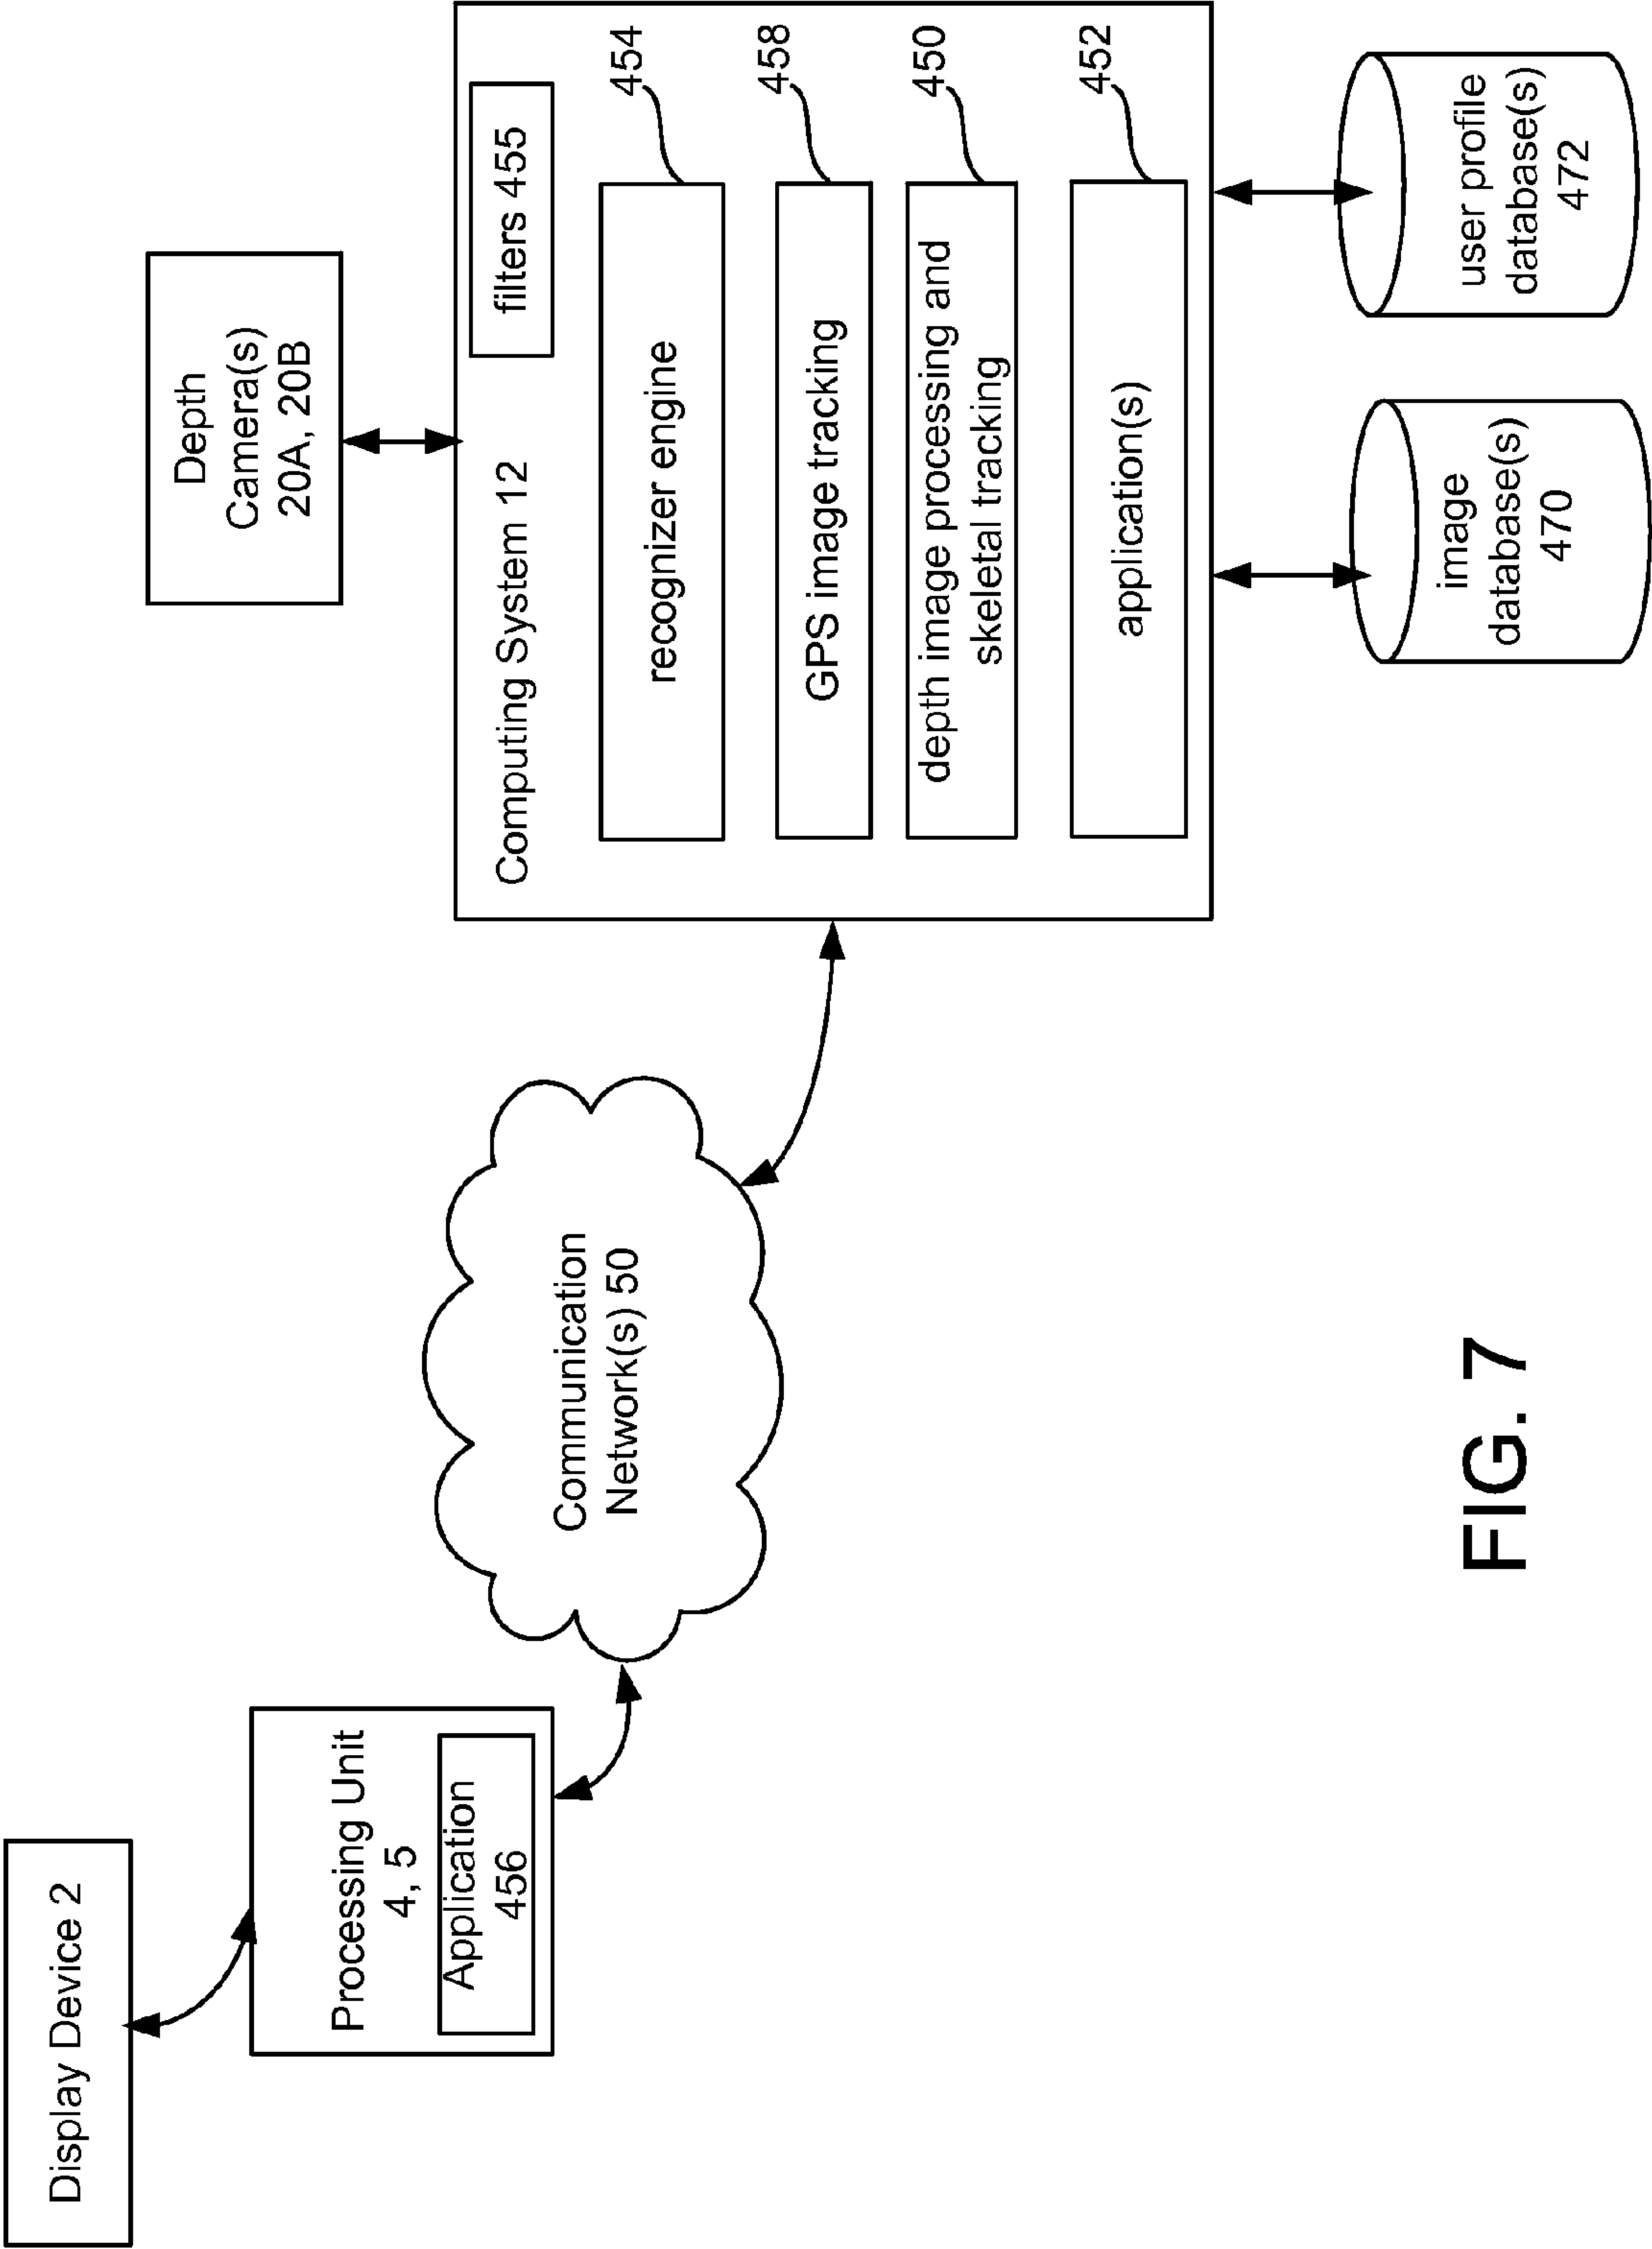 Display Device 2
Processing Unit
4, 5
Application
456
Communication
Network(s) 50
Depth
Camera(s)
20A, 20B
Computing System 12
filters 455
recognizer engine
454
GPS image tracking
458
depth image processing and
skeletal tracking
450
application(s)
452
image
database(s)
470
user profile
database(s)
472
FIG. 7